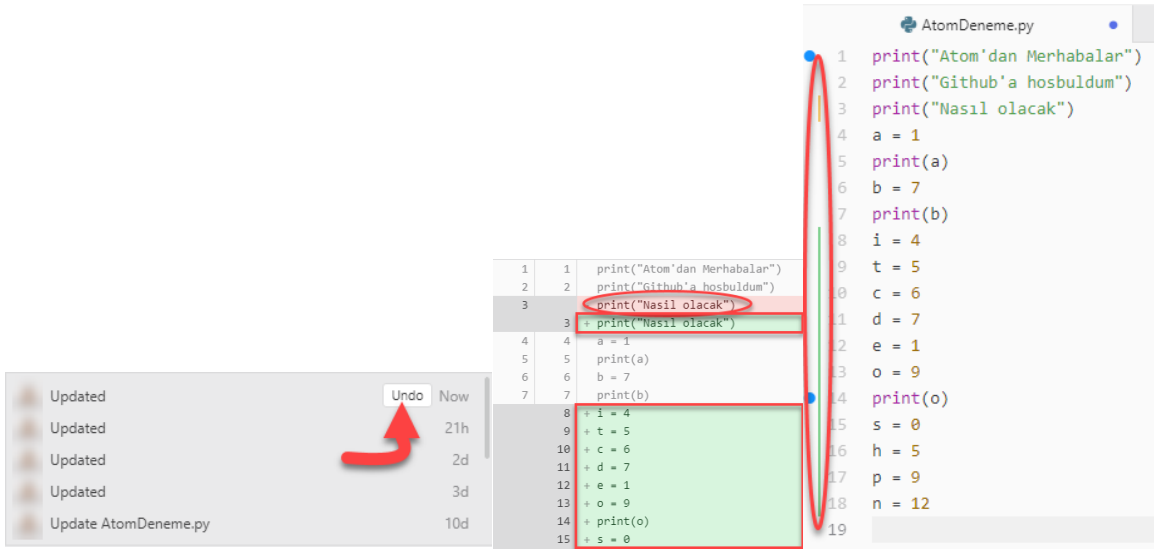 Updated Undo Now
Updated 21h
Updated 2d
Updated 3d
Update AtomDeneme.py 10d
1 1 print("Atom'dan Merhabalar")
2 2 print("Github'a hosbuldum")
3 print("Nasil olacak")
3 + print("Nasıl olacak")
4 4 a = 1
5 5 print(a)
6 6 b = 7
7 7 print(b)
8 + i = 4
9 + t = 5
10 + c = 6
11 + d = 7
12 + e = 1
13 + o = 9
14 + print(o)
15 + s = 0
AtomDeneme.py
1 print("Atom'dan Merhabalar")
2 print("Github'a hosbuldum")
3 print("Nasıl olacak")
4 a = 1
5 print(a)
6 b = 7
7 print(b)
8 i = 4
9 t = 5
10 c = 6
11 d = 7
12 e = 1
13 o = 9
14 print(o)
15 s = 0
16 h = 5
17 p = 9
18 n = 12
19